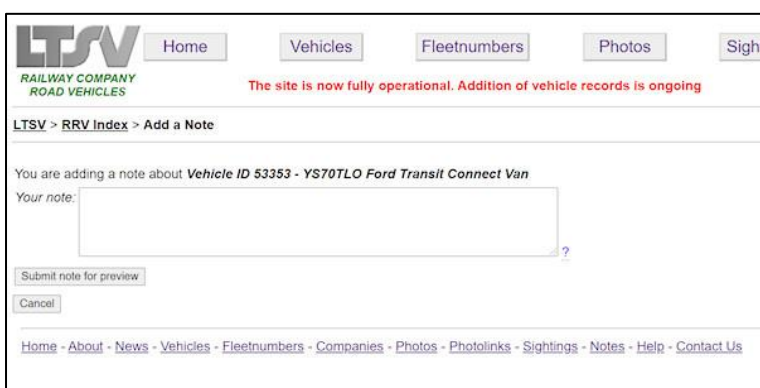 LTSV Home Vehicles Fleetnumbers Photos Sigh
RAILWAY COMPANY
ROAD VEHICLES
The site is now fully operational. Addition of vehicle records is ongoing
LTSV > RRV Index > Add a Note
You are adding a note about Vehicle ID 53353 - YS70TLO Ford Transit Connect Van
Your note:
?
Submit note for preview
Cancel
Home - About - News - Vehicles - Fleetnumbers - Companies - Photos - Photolinks - Sightings - Notes - Help - Contact Us